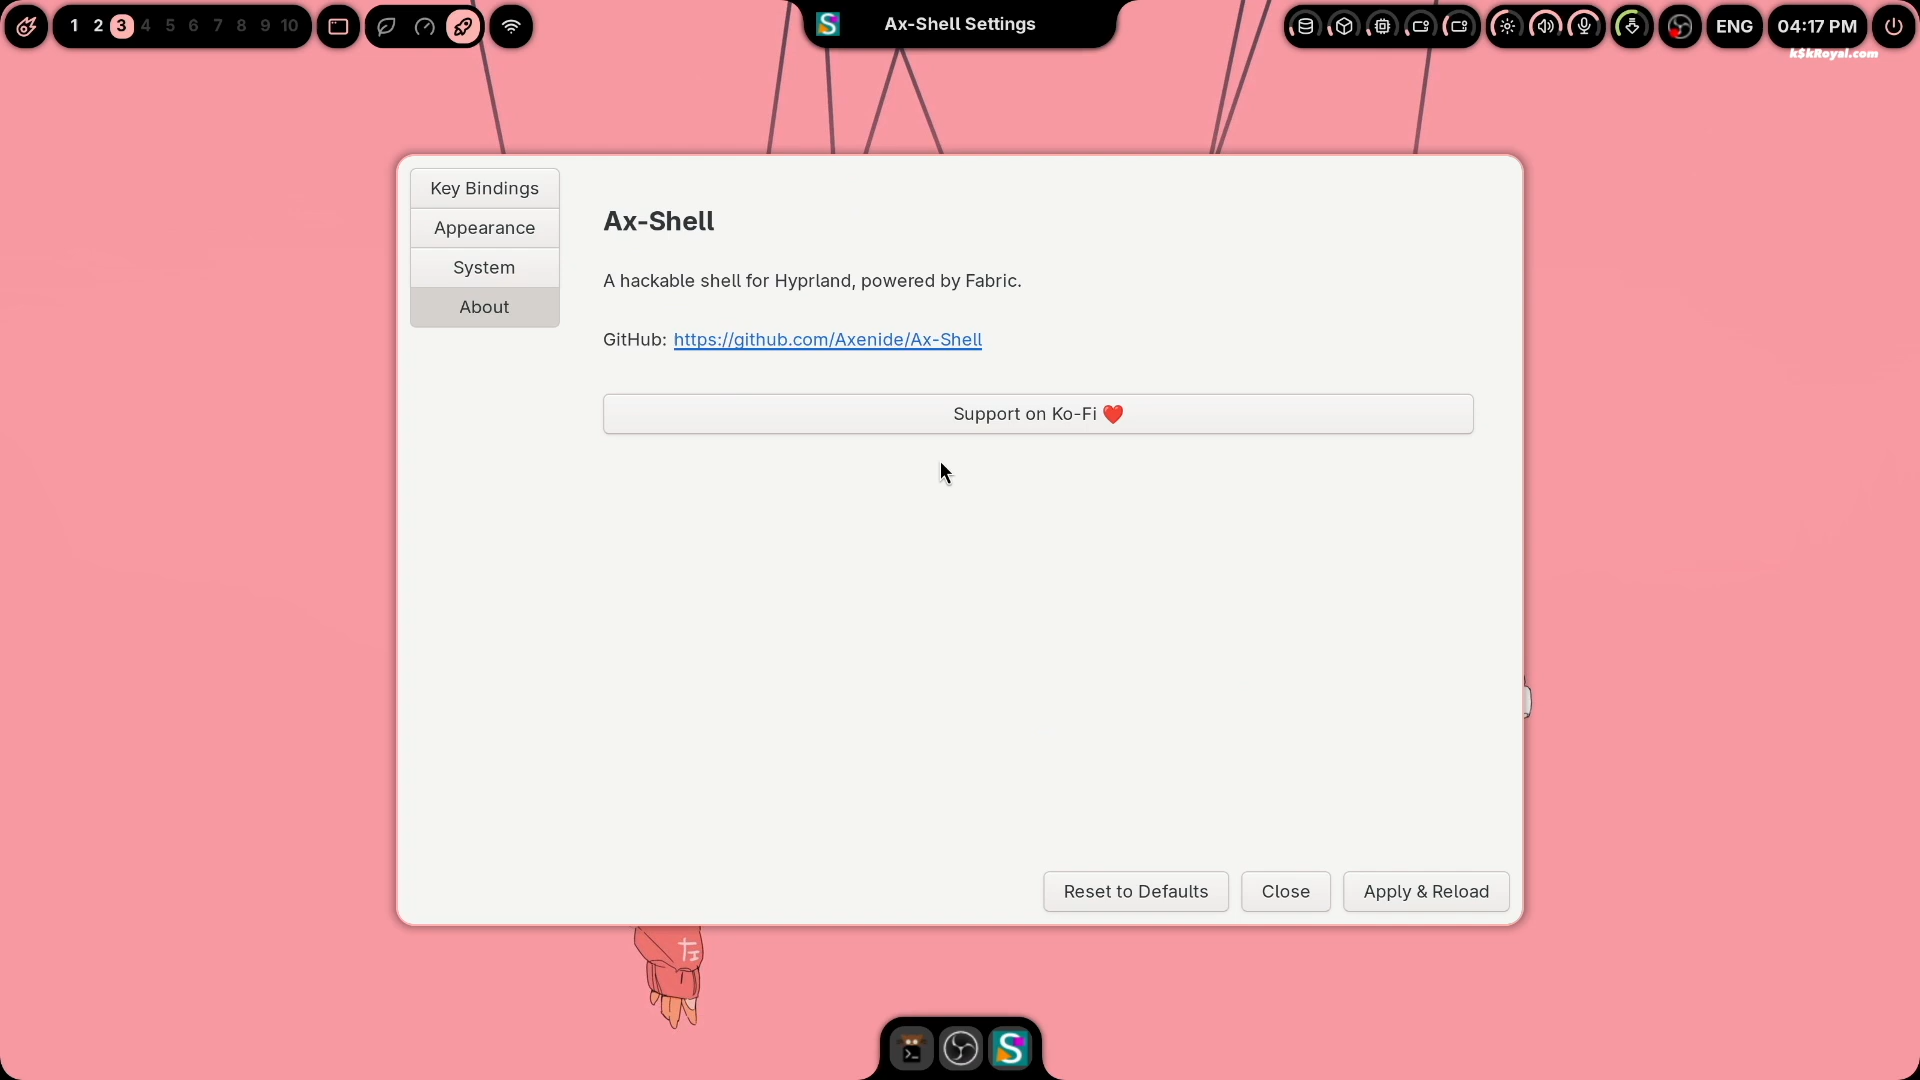 1 2 3 4 5 6 7 8 9 10
Ax-Shell Settings
ENG
04:17 PM
kskRoyal.com
Key Bindings
Appearance
System
About
Ax-Shell
A hackable shell for Hyprland, powered by Fabric.
GitHub: https://github.com/Axenide/Ax-Shell
Support on Ko-Fi ❤️
Reset to Defaults
Close
Apply & Reload